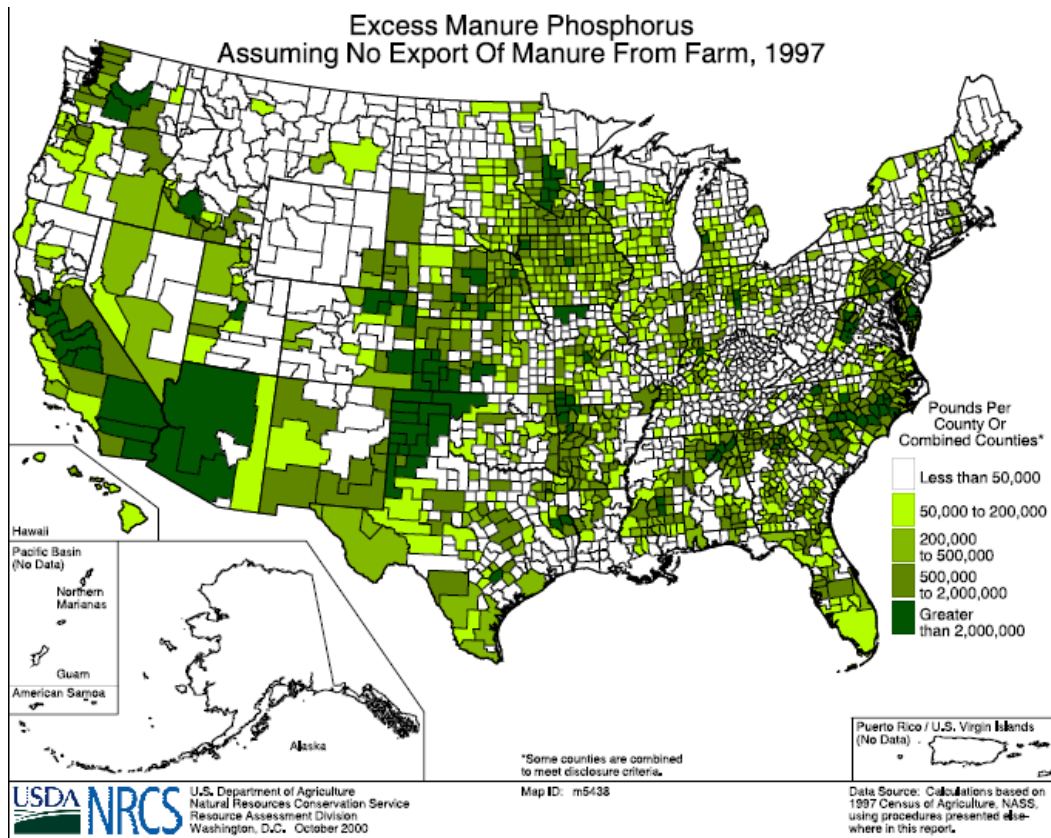 Excess Manure Phosphorus
Assuming No Export Of Manure From Farm, 1997
Pounds Per
County Or
Combined Counties*
Less than 50,000
50,000 to 200,000
200,000
to 500,000
500,000
to 2,000,000
Greater
than 2,000,000
Hawaii
Pacific Basin
(No Data)
Northern
Marianas
Guam
American Samoa
Alaska
Puerto Rico / U.S. Virgin Islands
(No Data)
*Some counties are combined
to meet disclosure criteria.
USDA NRCS
U.S. Department of Agriculture
Natural Resources Conservation Service
Resource Assessment Division
Washington, D.C. October 2000
Map ID: m5438
Data Source: Calculations based on
1997 Census of Agriculture, NASS,
using procedures presented else-
where in this report.